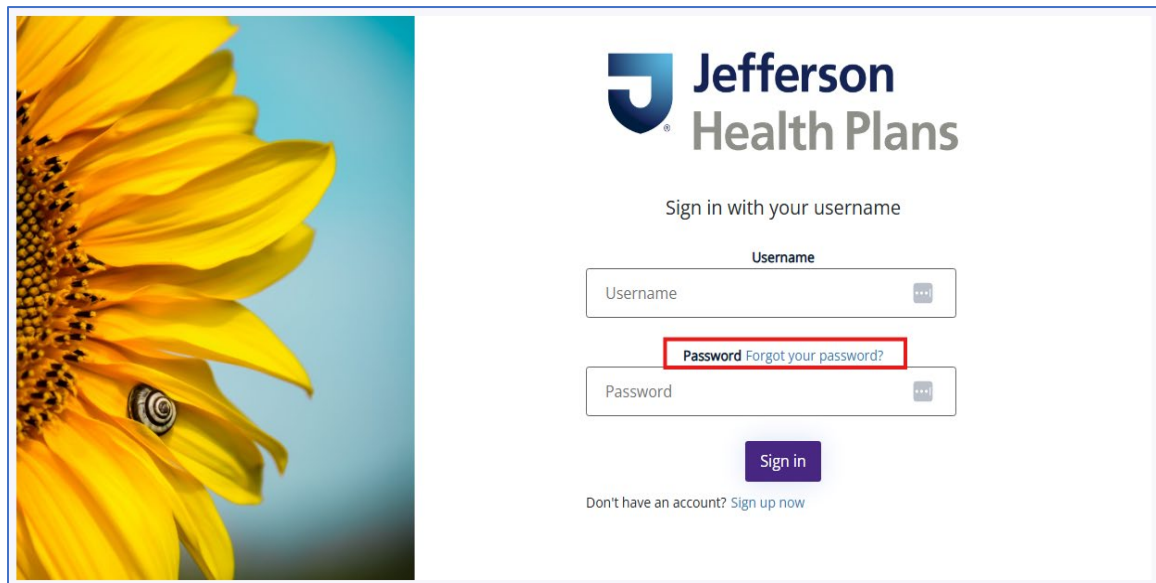 Jefferson
Health Plans
Sign in with your username
Username
Username
Password Forgot your password?
Password
Sign in
Don't have an account? Sign up now